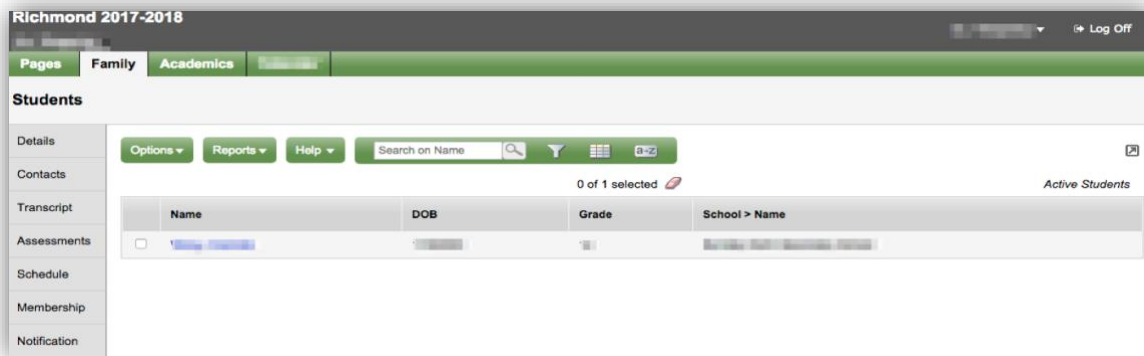 Richmond 2017-2018
Log Off
Pages Family Academics
Students
Details
Contacts
Transcript
Assessments
Schedule
Membership
Notification
Options Reports Help Search on Name a-z
0 of 1 selected Active Students
Name DOB Grade School > Name